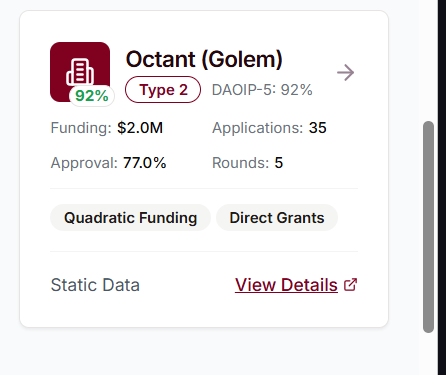 Octant (Golem)
92%
Type 2 DAOIP-5: 92%
Funding: $2.0M Applications: 35
Approval: 77.0% Rounds: 5
Quadratic Funding Direct Grants
Static Data View Details